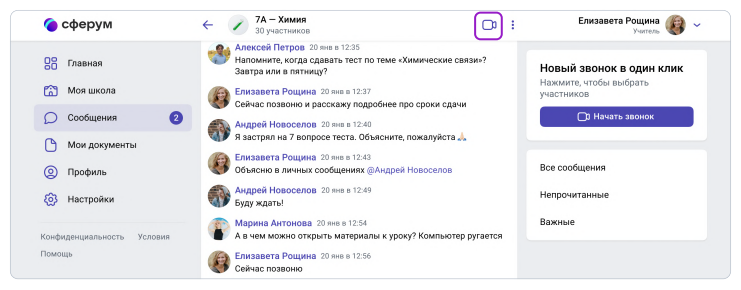 сферум
7А — Химия
30 участников
Елизавета Рощина
Учитель
Главная
Моя школа
Сообщения 2
Мои документы
Профиль
Настройки
Конфиденциальность Условия
Помощь
Алексей Петров 20 янв в 12:35
Напомните, когда сдавать тест по теме «Химические связи»?
Завтра или в пятницу?
Елизавета Рощина 20 янв в 12:37
Сейчас позвоню и расскажу подробнее про сроки сдачи
Андрей Новоселов 20 янв в 12:40
Я застрял на 7 вопросе теста. Объясните, пожалуйста🙏🏻
Елизавета Рощина 20 янв в 12:43
Объясню в личных сообщениях @Андрей Новоселов
Андрей Новоселов 20 янв в 12:49
Буду ждать!
Марина Антонова 20 янв в 12:54
А в чем можно открыть материалы к уроку? Компьютер ругается
Елизавета Рощина 20 янв в 12:56
Сейчас позвоню
Новый звонок в один клик
Нажмите, чтобы выбрать
участников
Начать звонок
Все сообщения
Непрочитанные
Важные